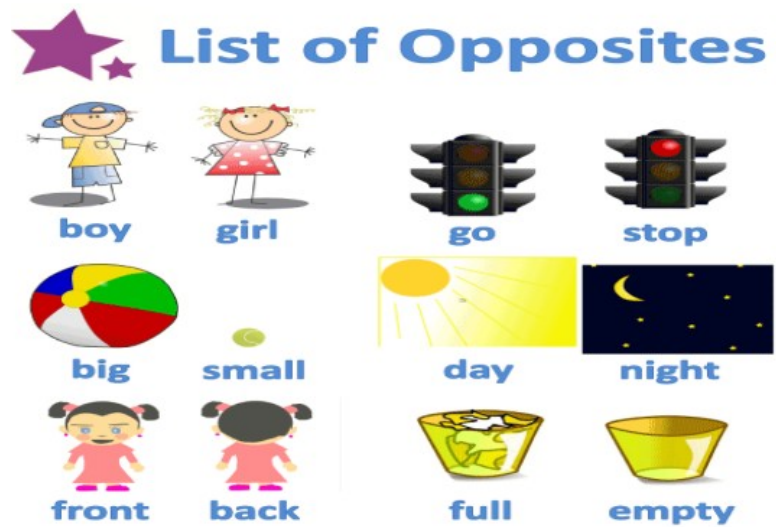 List of Opposites
boy girl go stop
big small day night
front back full empty